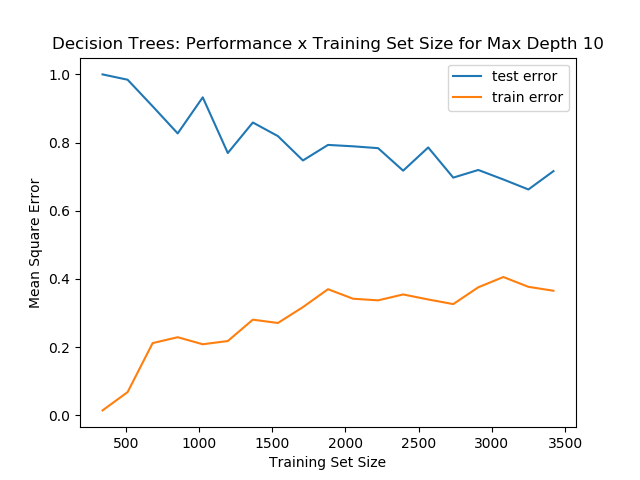 Decision Trees: Performance x Training Set Size for Max Depth 10
test error
train error
Mean Square Error
1.0
0.8
0.6
0.4
0.2
0.0
500 1000 1500 2000 2500 3000 3500
Training Set Size